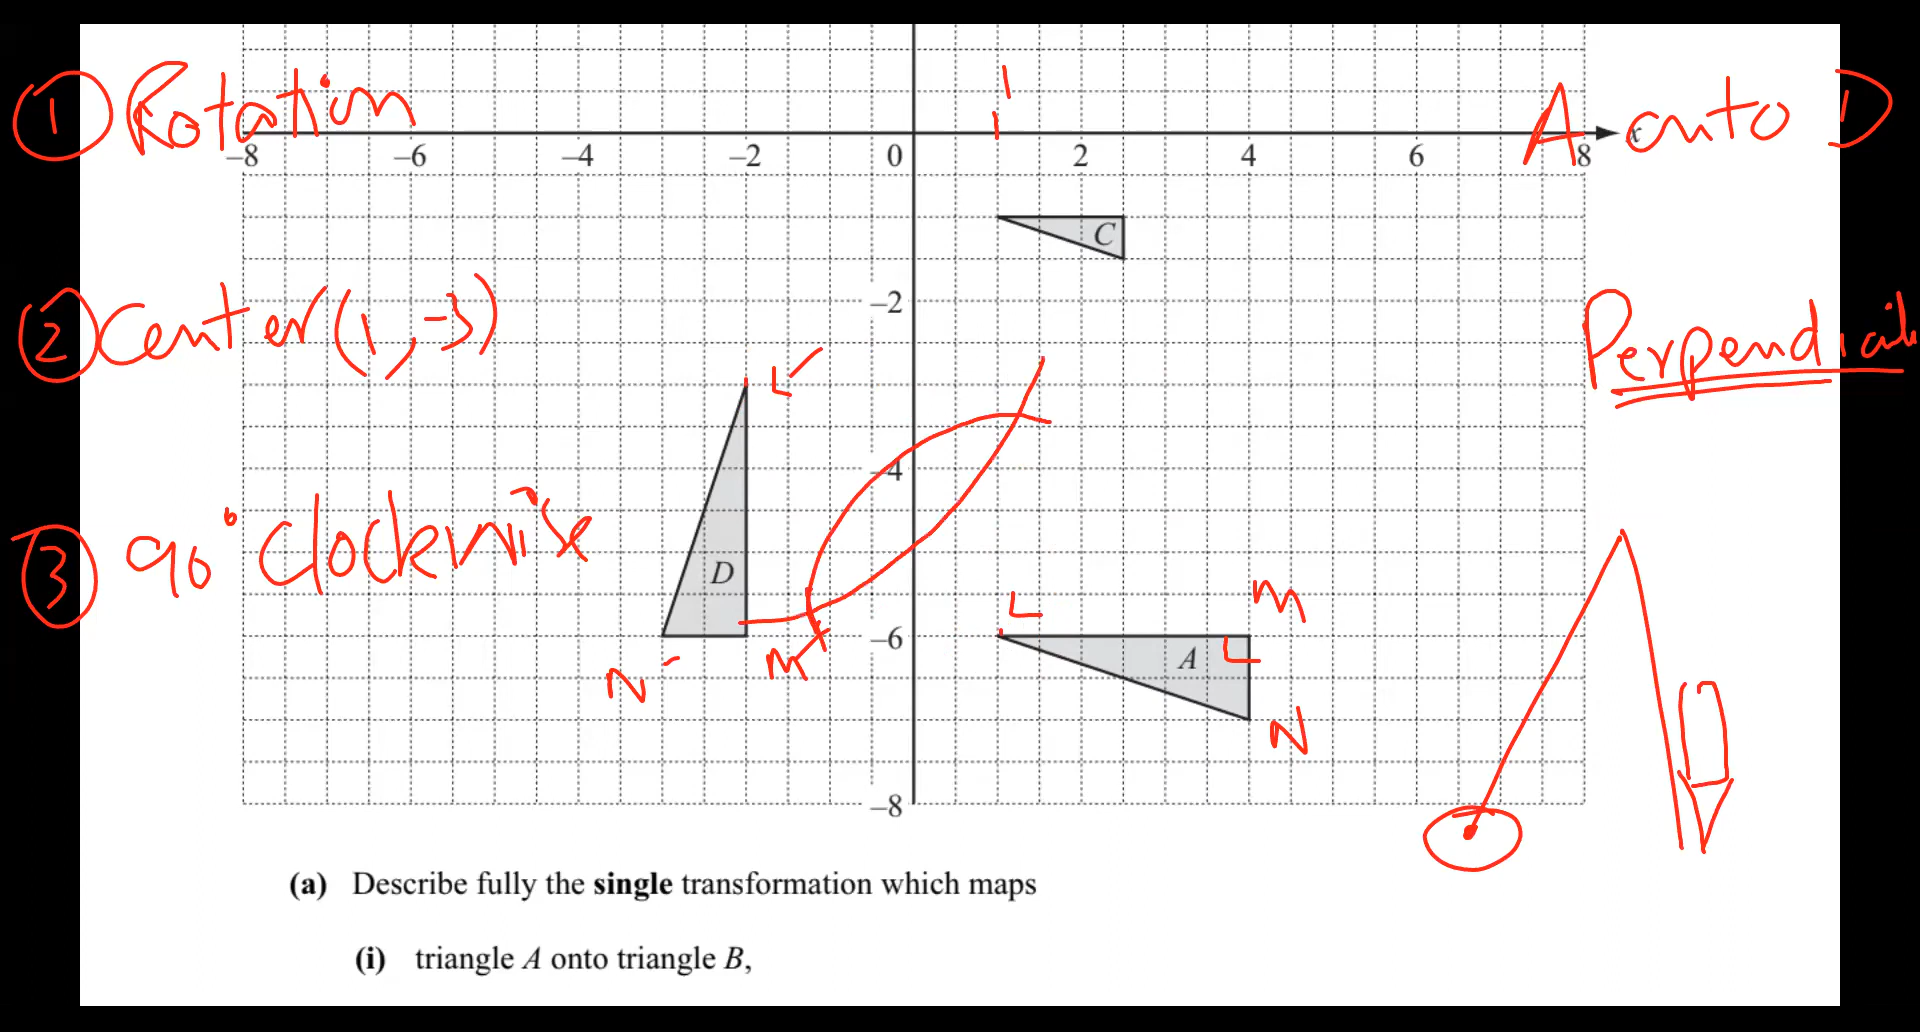 ① Rotation
A onto D
x
-8 -6 -4 -2 0 2 4 6 8
C
-2
② Center (1, -3)
Perpendicul
L'
-4
③ 90° Clockwise
D
L M
-6
A
N' M'
N
-8
(a) Describe fully the single transformation which maps
(i) triangle A onto triangle B,